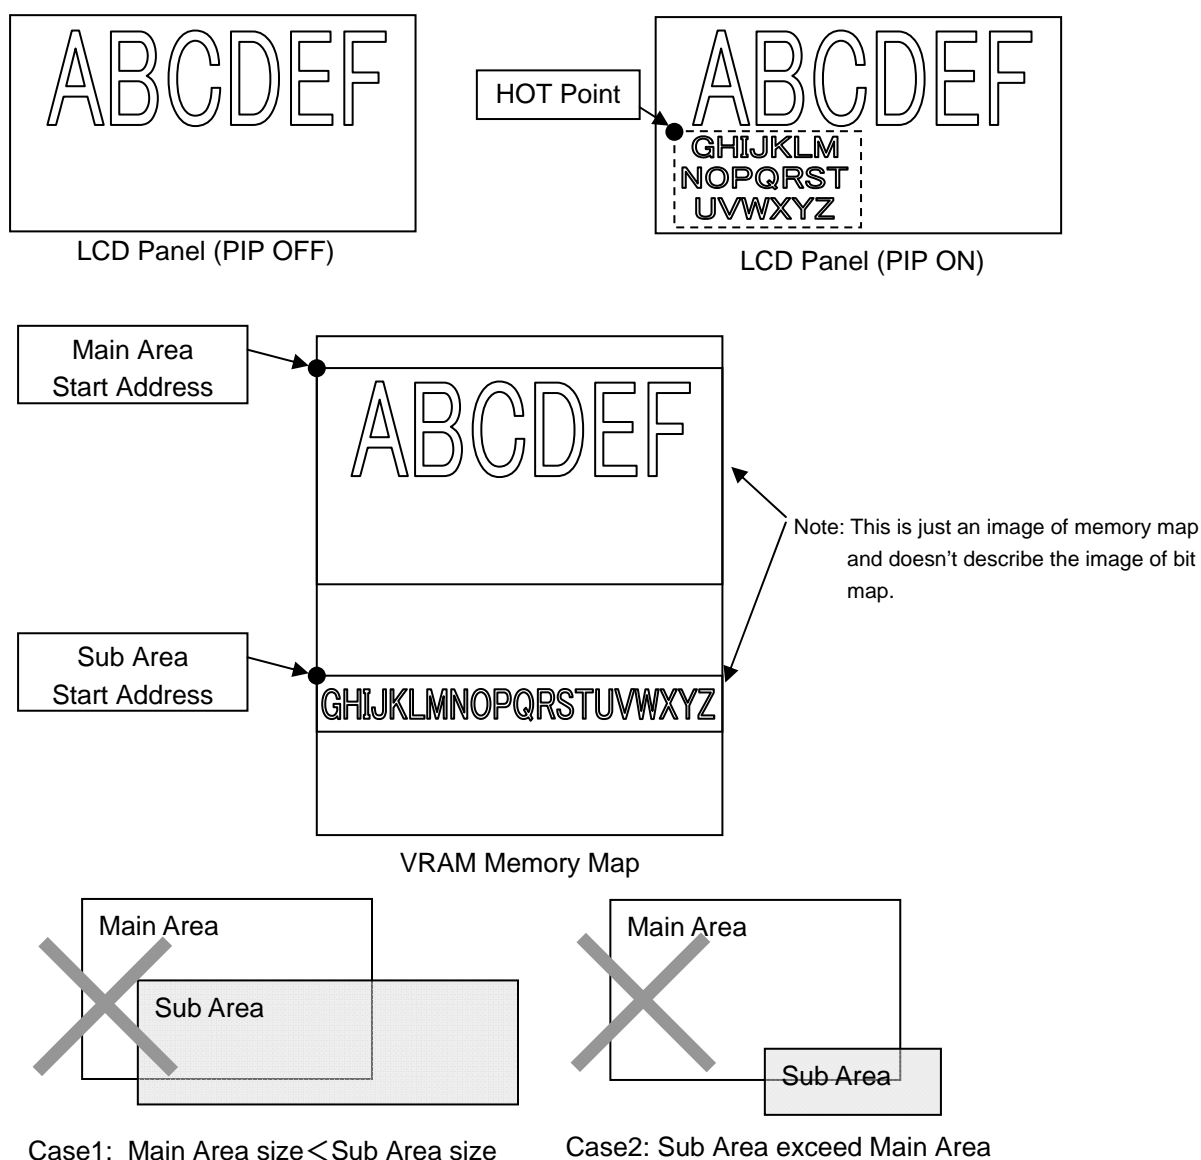 ABCDEF
LCD Panel (PIP OFF)
HOT Point
ABCDEF
GHIJKLM
NOPQRST
UVWXYZ
LCD Panel (PIP ON)
Main Area
Start Address
ABCDEF
Note: This is just an image of memory map
and doesn’t describe the image of bit
map.
Sub Area
Start Address
GHIJKLMNOPQRSTUVWXYZ
VRAM Memory Map
Main Area
Sub Area
Case1: Main Area size<Sub Area size
Main Area
Sub Area
Case2: Sub Area exceed Main Area